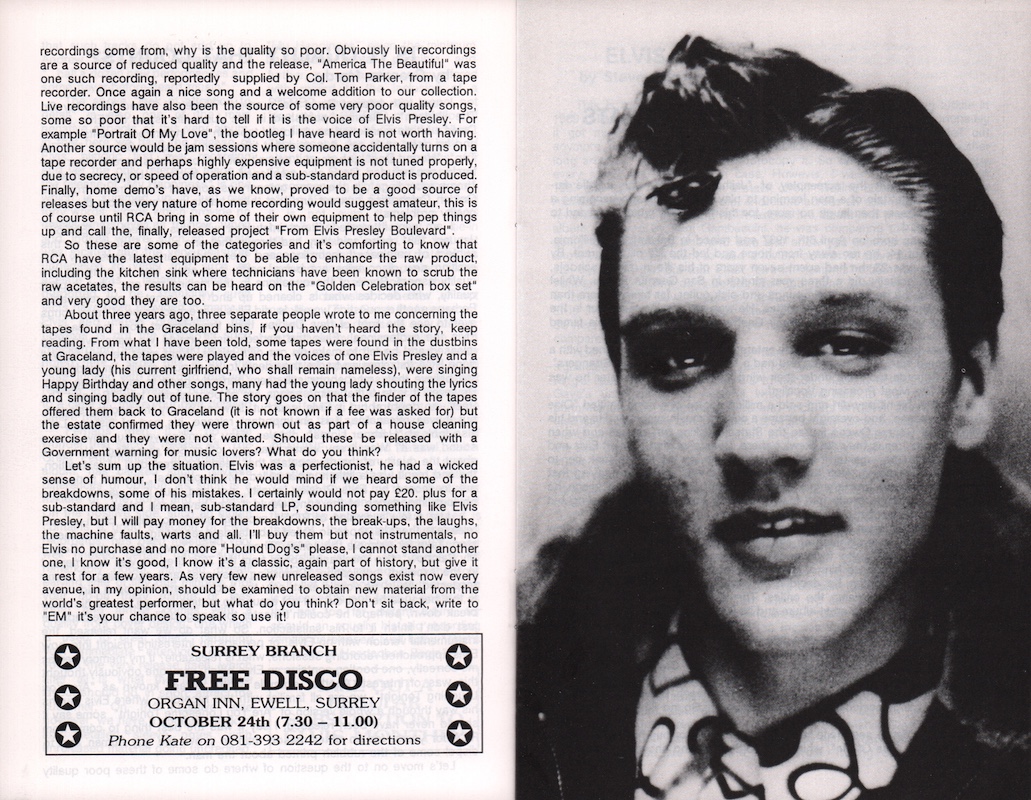 recordings come from, why is the quality so poor. Obviously live recordings
are a source of reduced quality and the release, "America The Beautiful" was
one such recording, reportedly supplied by Col. Tom Parker, from a tape
recorder. Once again a nice song and a welcome addition to our collection.
Live recordings have also been the source of some very poor quality songs,
some so poor that it's hard to tell if it is the voice of Elvis Presley. For
example "Portrait Of My Love", the bootleg I have heard is not worth having.
Another source would be jam sessions where someone accidentally turns on a
tape recorder and perhaps highly expensive equipment is not tuned properly,
due to secrecy, or speed of operation and a sub-standard product is produced.
Finally, home demo's have, as we know, proved to be a good source of
releases but the very nature of home recording would suggest amateur, this is
of course until RCA bring in some of their own equipment to help pep things
up and call the, finally, released project "From Elvis Presley Boulevard".
So these are some of the categories and it's comforting to know that
RCA have the latest equipment to be able to enhance the raw product,
including the kitchen sink where technicians have been known to scrub the
raw acetates, the results can be heard on the "Golden Celebration box set"
and very good they are too.
About three years ago, three separate people wrote to me concerning the
tapes found in the Graceland bins, if you haven't heard the story, keep
reading. From what I have been told, some tapes were found in the dustbins
at Graceland, the tapes were played and the voices of one Elvis Presley and a
young lady (his current girlfriend, who shall remain nameless), were singing
Happy Birthday and other songs, many had the young lady shouting the lyrics
and singing badly out of tune. The story goes on that the finder of the tapes
offered them back to Graceland (it is not known if a fee was asked for) but
the estate confirmed they were thrown out as part of a house cleaning
exercise and they were not wanted. Should these be released with a
Government warning for music lovers? What do you think?
Let's sum up the situation. Elvis was a perfectionist, he had a wicked
sense of humour, I don't think he would mind if we heard some of the
breakdowns, some of his mistakes. I certainly would not pay £20. plus for a
sub-standard and I mean, sub-standard LP, sounding something like Elvis
Presley, but I will pay money for the breakdowns, the break-ups, the laughs,
the machine faults, warts and all. I'll buy them but not instrumentals, no
Elvis no purchase and no more "Hound Dog's" please, I cannot stand another
one, I know it's good, I know it's a classic, again part of history, but give it
a rest for a few years. As very few new unreleased songs exist now every
avenue, in my opinion, should be examined to obtain new material from the
world's greatest performer, but what do you think? Don't sit back, write to
"EM" it's your chance to speak so use it!
SURREY BRANCH
FREE DISCO
ORGAN INN, EWELL, SURREY
OCTOBER 24th (7.30 – 11.00)
Phone Kate on 081-393 2242 for directions